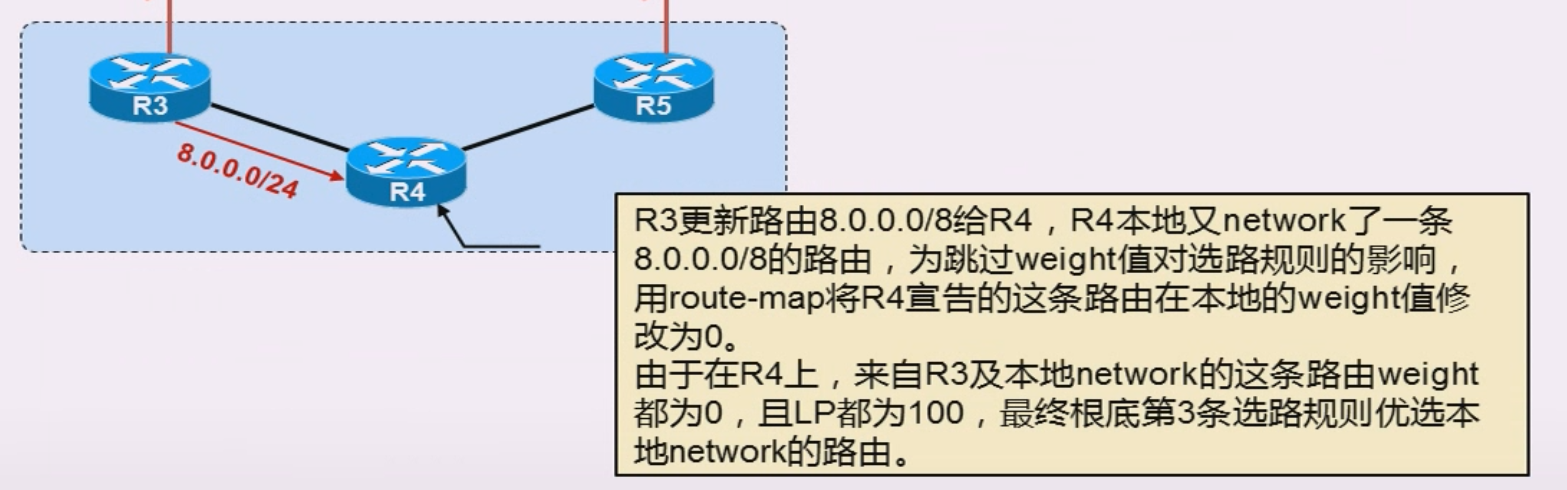 R3
R5
8.0.0.0/24
R4
R3更新路由8.0.0.0/8给R4，R4本地又network了一条
8.0.0.0/8的路由，为跳过weight值对选路规则的影响，
用route-map将R4宣告的这条路由在本地的weight值修
改为0。
由于在R4上，来自R3及本地network的这条路由weight
都为0，且LP都为100，最终根底第3条选路规则优选本
地network的路由。